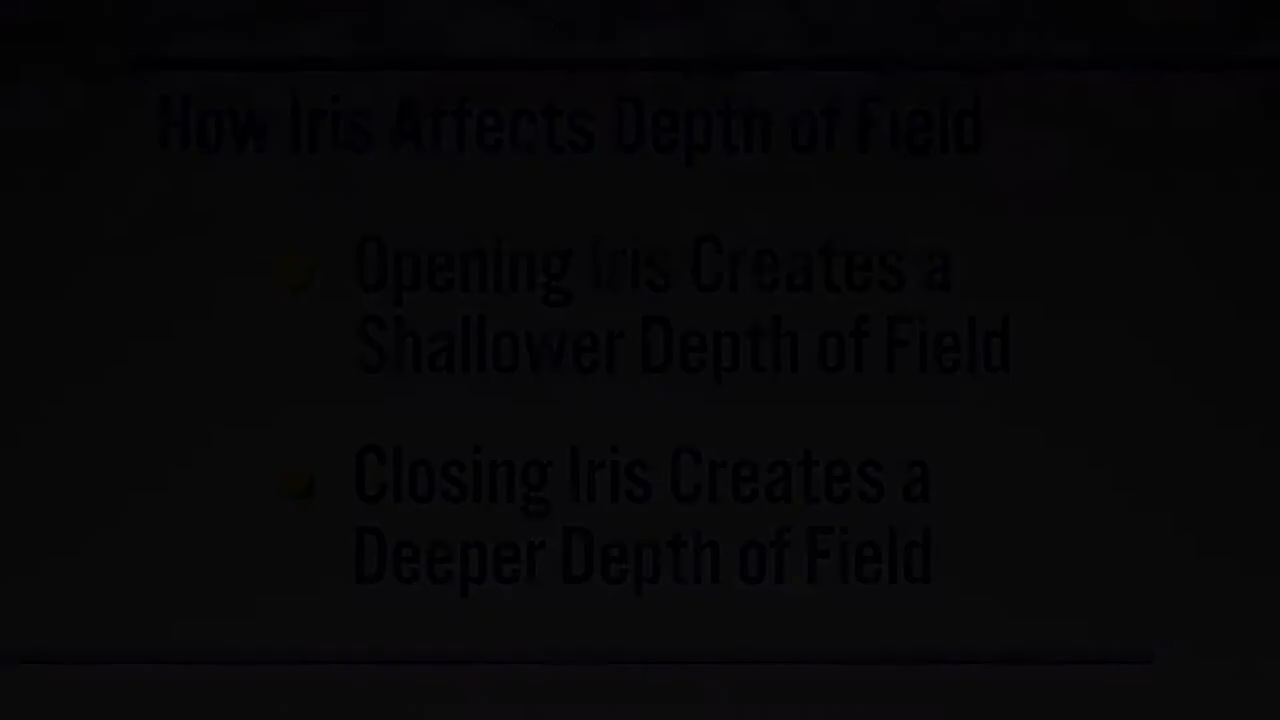 How Iris Affects Depth of Field
Opening Iris Creates a
Shallower Depth of Field
Closing Iris Creates a
Deeper Depth of Field